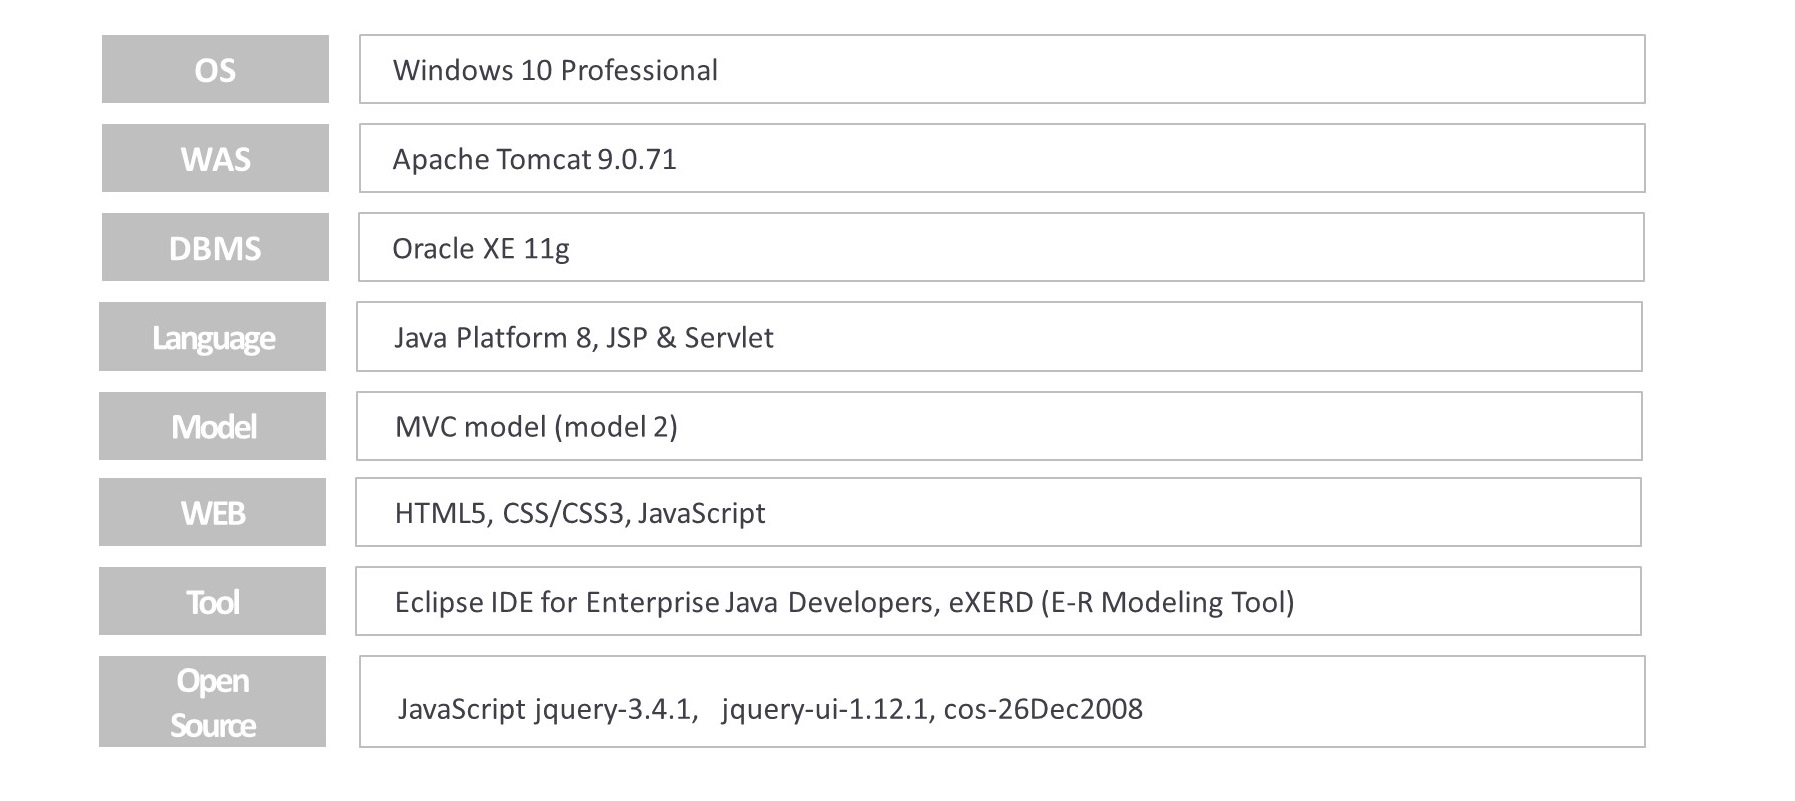 OS
Windows 10 Professional
WAS
Apache Tomcat 9.0.71
DBMS
Oracle XE 11g
Language
Java Platform 8, JSP & Servlet
Model
MVC model (model 2)
WEB
HTML5, CSS/CSS3, JavaScript
Tool
Eclipse IDE for Enterprise Java Developers, eXERD (E-R Modeling Tool)
Open
Source
JavaScript jquery-3.4.1,   jquery-ui-1.12.1, cos-26Dec2008